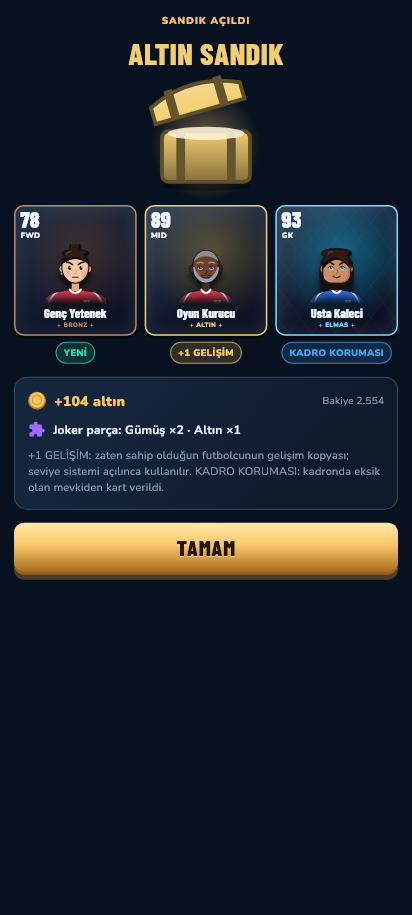 SANDIK AÇILDI
ALTIN SANDIK
78
FWD
Genç Yetenek
+ BRONZ +
89
MID
Oyun Kurucu
+ ALTIN +
93
GK
Usta Kaleci
+ ELMAS +
YENİ
+1 GELİŞİM
KADRO KORUMASI
+104 altın
Bakiye 2.554
Joker parça: Gümüş ×2 · Altın ×1
+1 GELİŞİM: zaten sahip olduğun futbolcunun gelişim kopyası;
seviye sistemi açılınca kullanılır. KADRO KORUMASI: kadronda eksik
olan mevkiden kart verildi.
TAMAM